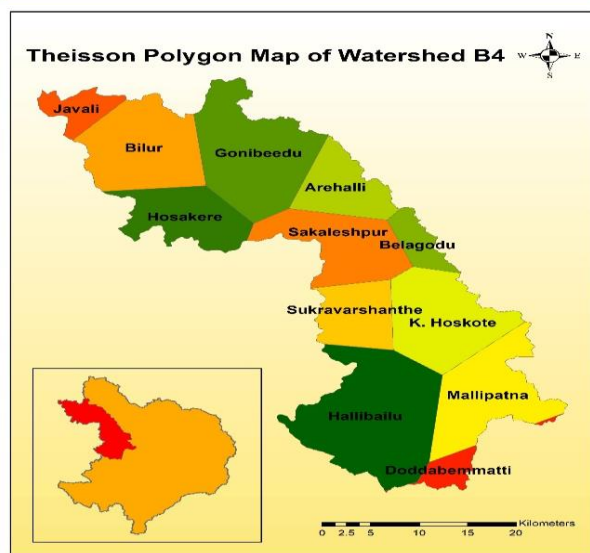 Theisson Polygon Map of Watershed B4
N
W E
S
Javali
Bilur
Gonibeedu
Arehalli
Hosakere
Sakaleshpur
Belagodu
Sukravarshanthe
K. Hoskote
Mallipatna
Hallibailu
Doddabemmatti
Kilometers
0 2.5 5 10 15 20